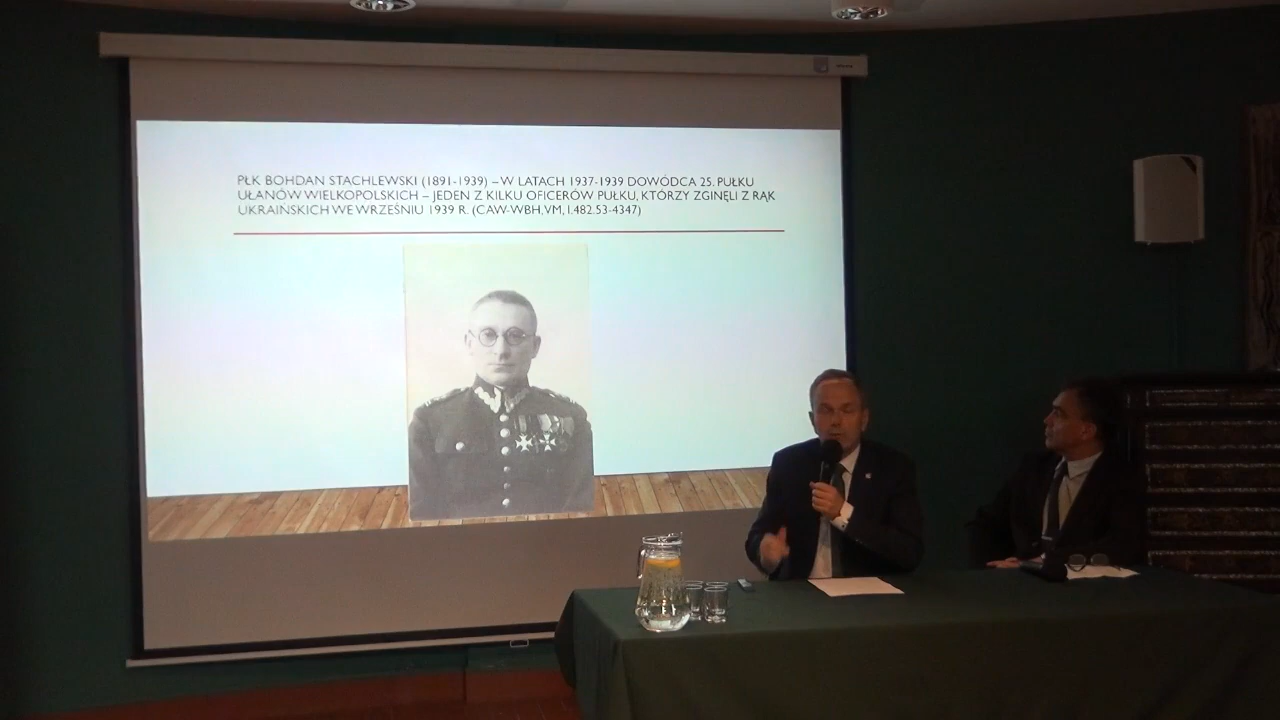 PŁK BOHDAN STACHLEWSKI (1891-1939) – W LATACH 1937-1939 DOWÓDCA 25. PUŁKU
UŁANÓW WIELKOPOLSKICH – JEDEN Z KILKU OFICERÓW PUŁKU, KTÓRZY ZGINĘLI Z RĄK
UKRAIŃSKICH WE WRZEŚNIU 1939 R. (CAW-WBH, VM, I.482.53-4347)